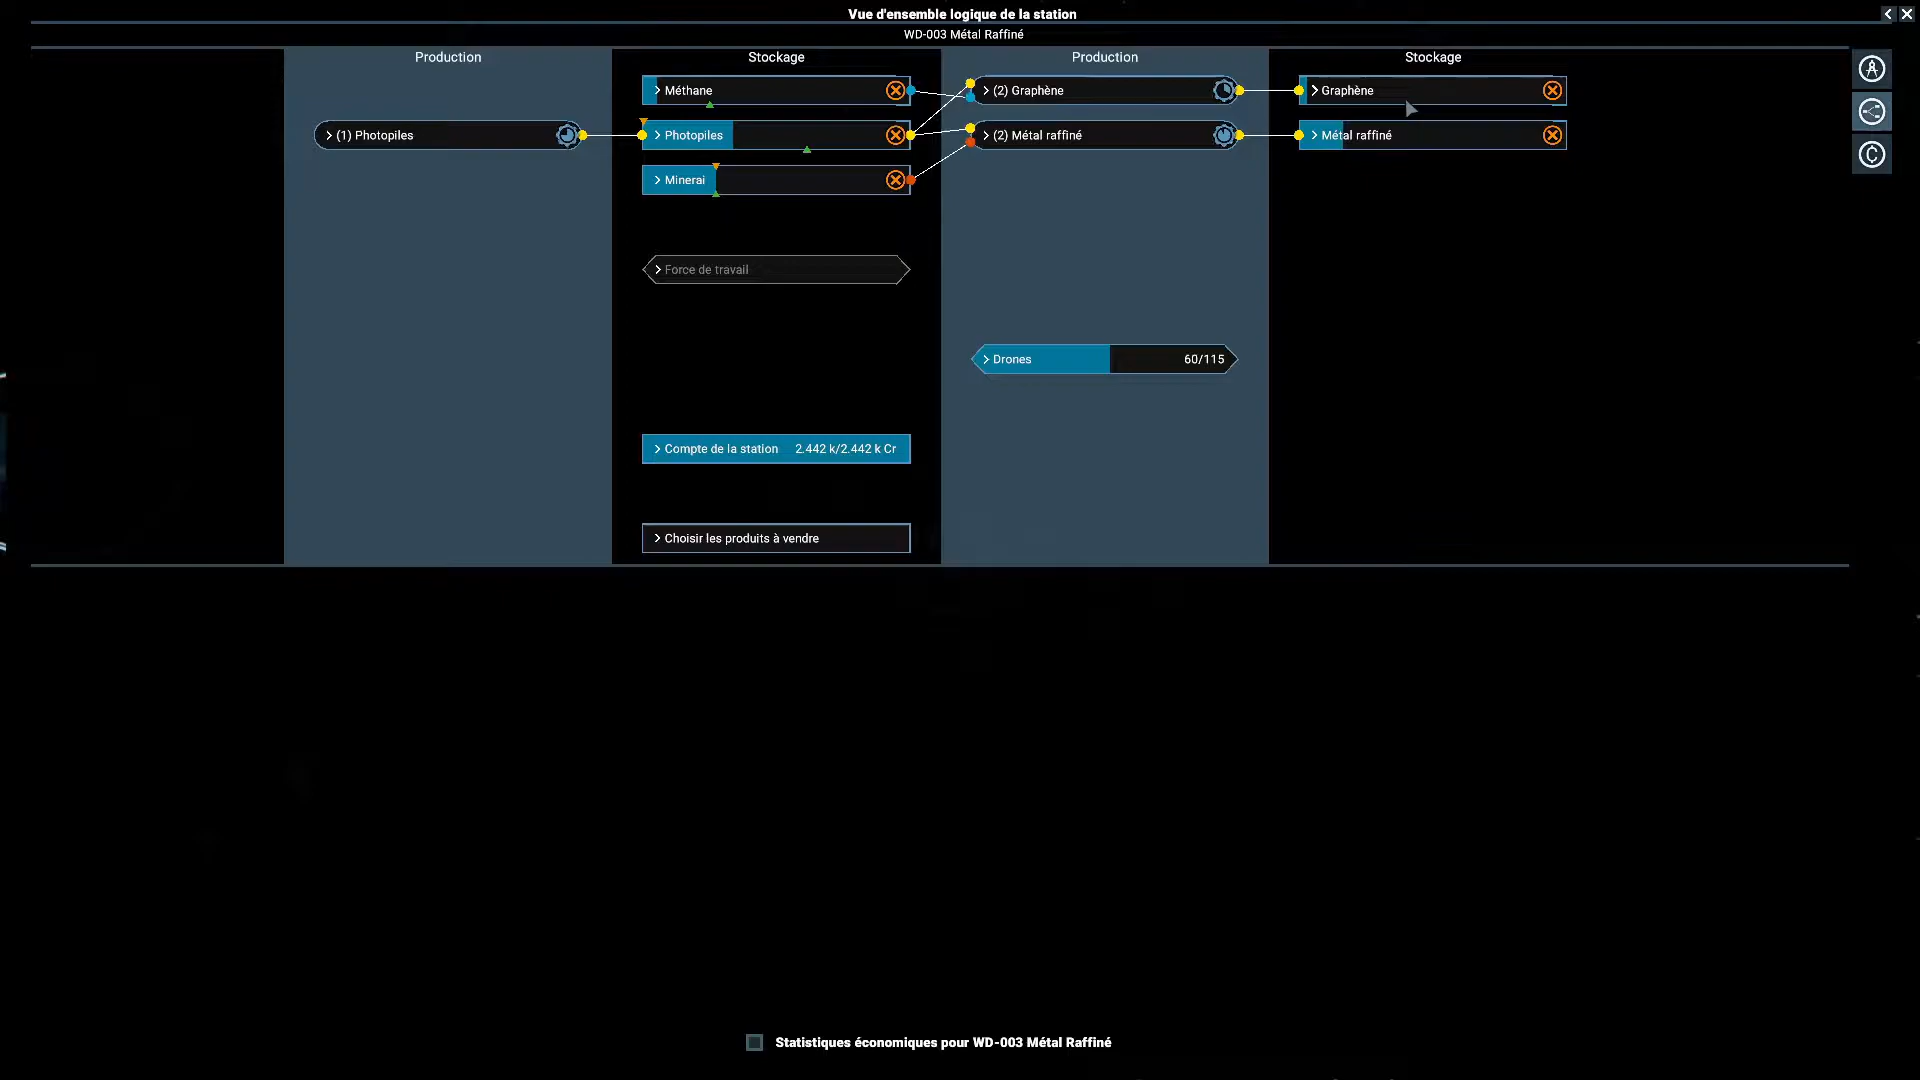 Vue d'ensemble logique de la station
WD-003 Métal Raffiné
Production
Stockage
Production
Stockage
Méthane
(2) Graphène
Graphène
(1) Photopiles
Photopiles
(2) Métal raffiné
Métal raffiné
Minerai
Force de travail
Drones 60/115
Compte de la station 2.442 k/2.442 k Cr
Choisir les produits à vendre
Statistiques économiques pour WD-003 Métal Raffiné